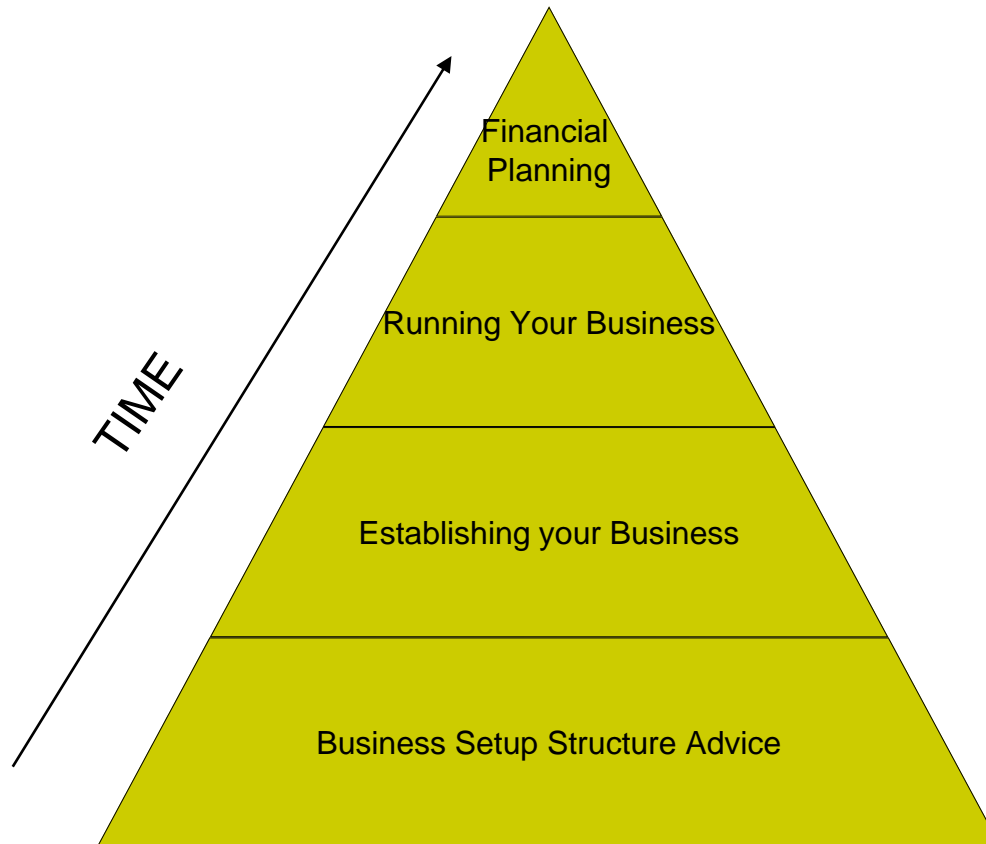 Financial
Planning
Running Your Business
TIME
Establishing your Business
Business Setup Structure Advice